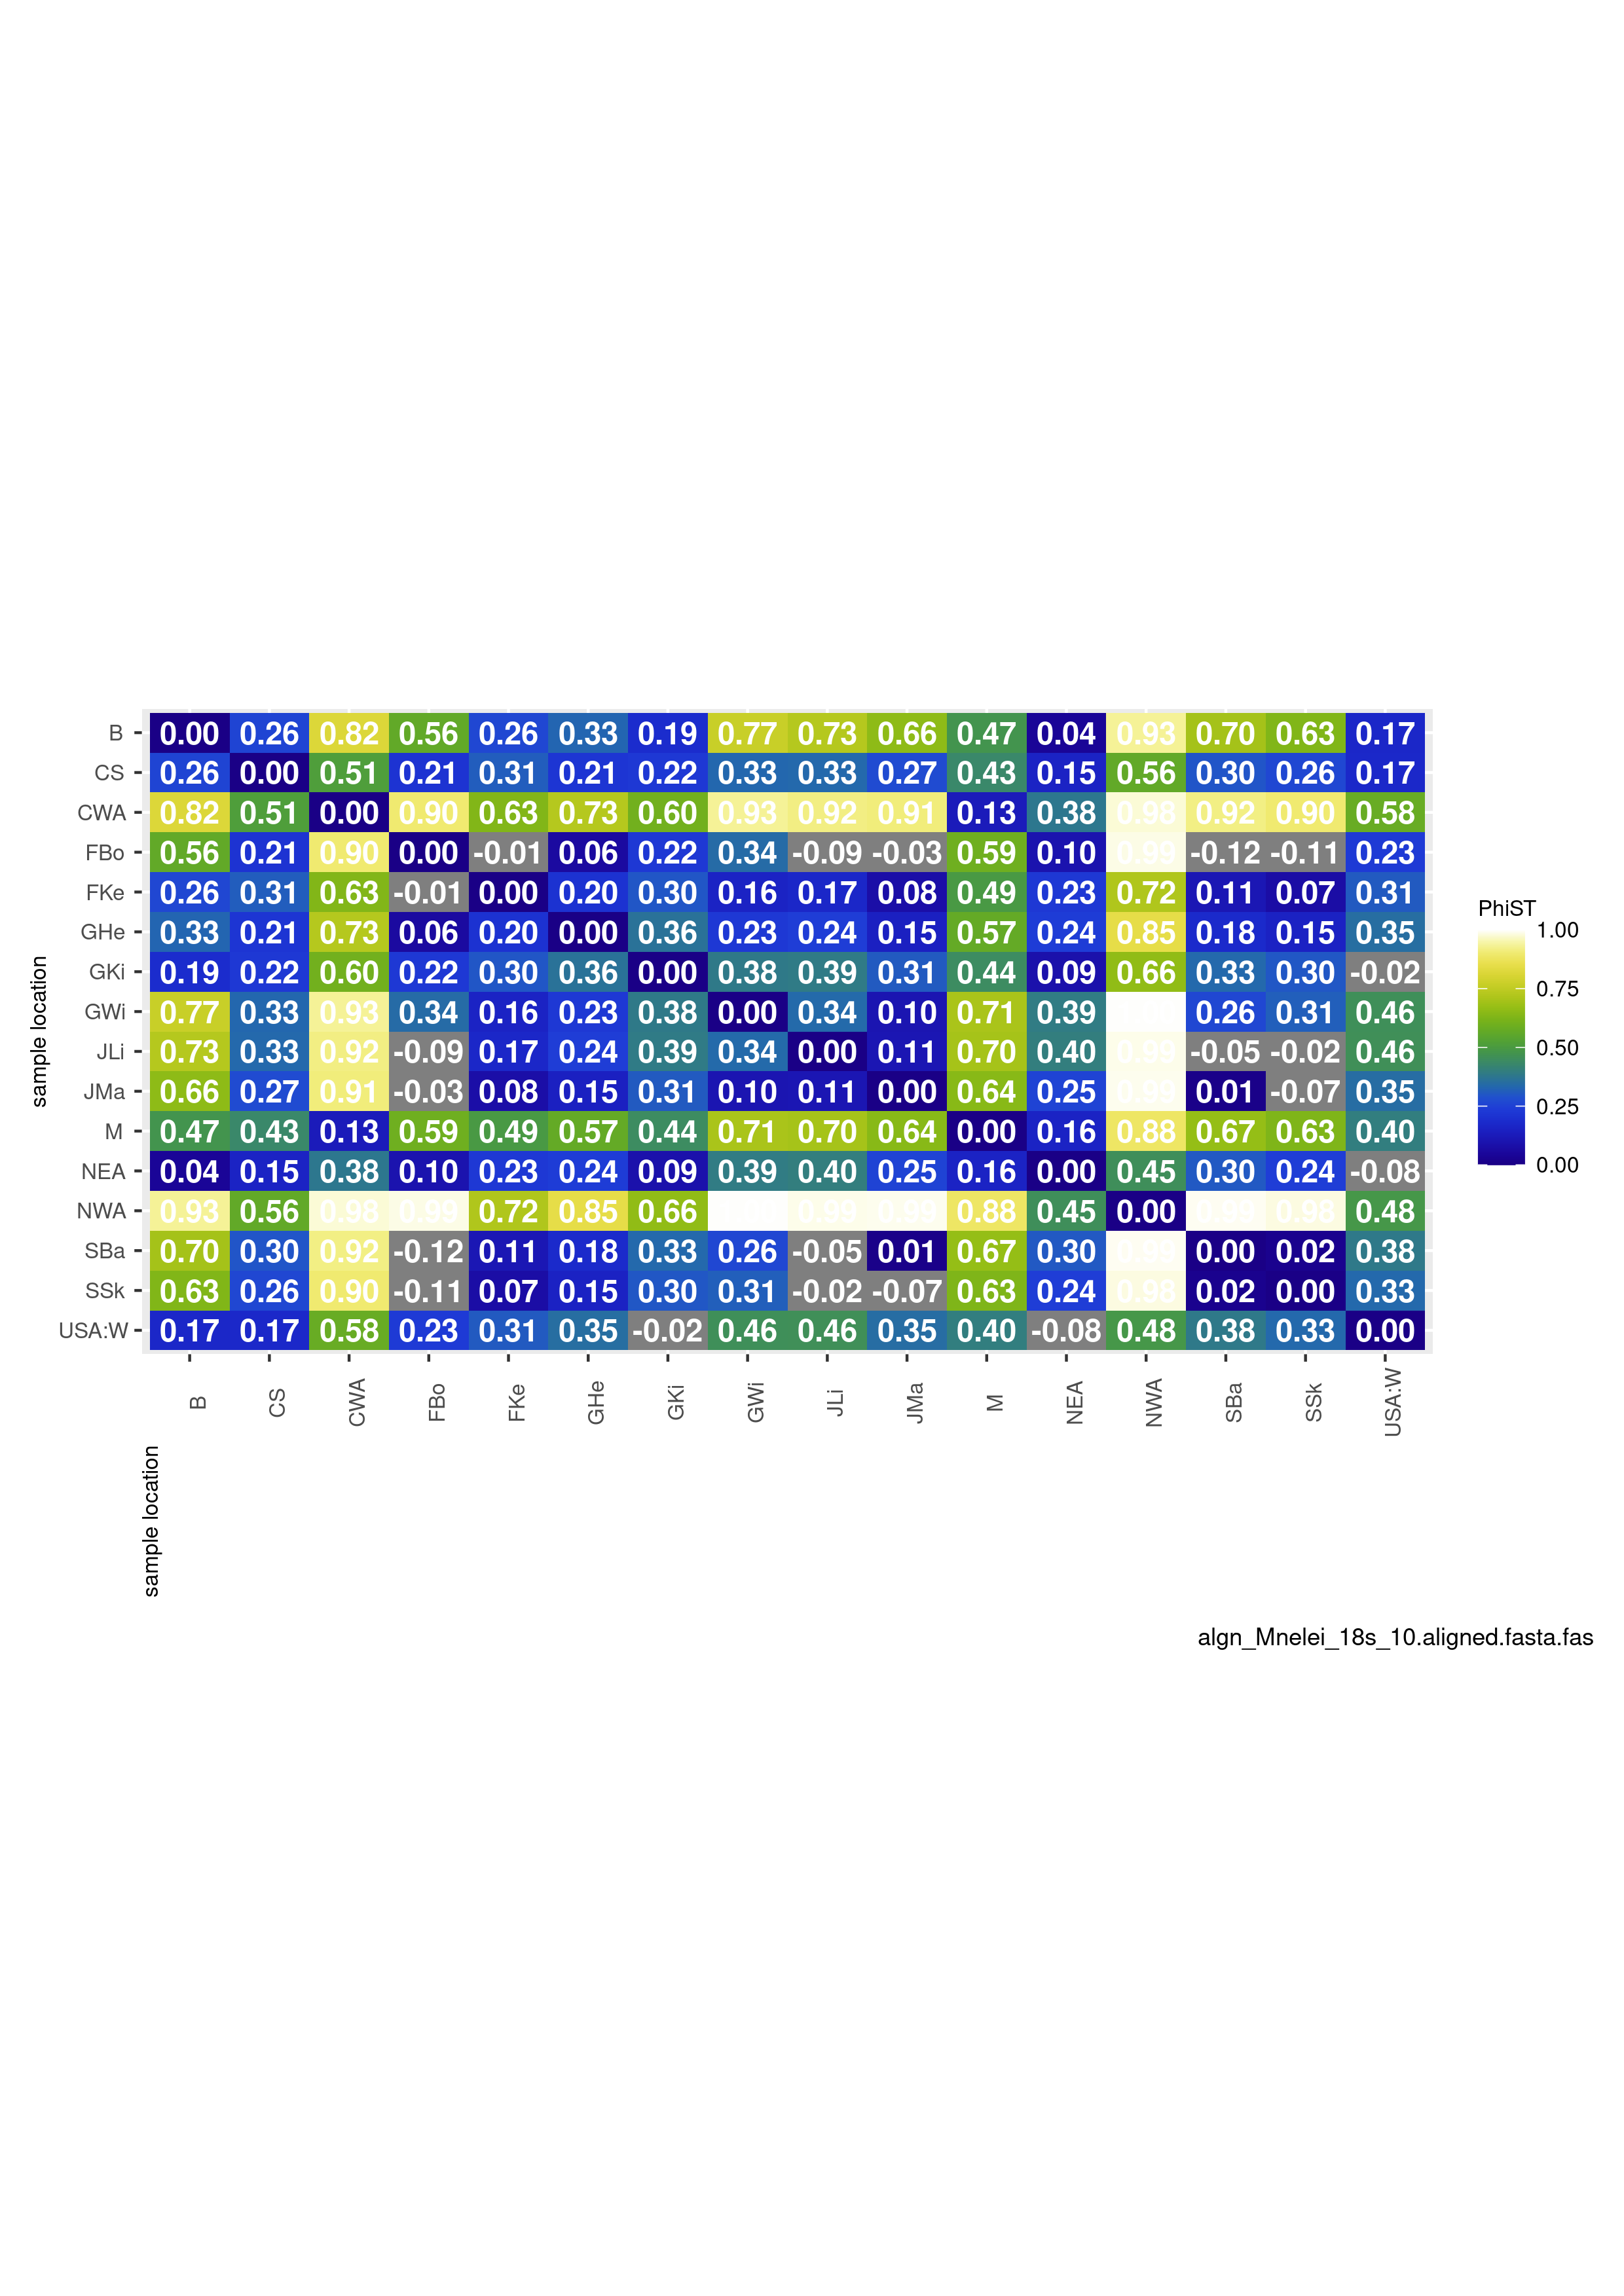 B 0.00 0.26 0.82 0.56 0.26 0.33 0.19 0.77 0.73 0.66 0.47 0.04 0.93 0.70 0.63 0.17
CS 0.26 0.00 0.51 0.21 0.31 0.21 0.22 0.33 0.33 0.27 0.43 0.15 0.56 0.30 0.26 0.17
CWA 0.82 0.51 0.00 0.90 0.63 0.73 0.60 0.93 0.92 0.91 0.13 0.38 0.98 0.92 0.90 0.58
FBo 0.56 0.21 0.90 0.00 -0.01 0.06 0.22 0.34 -0.09 -0.03 0.59 0.10 0.99 -0.12 -0.11 0.23
FKe 0.26 0.31 0.63 -0.01 0.00 0.20 0.30 0.16 0.17 0.08 0.49 0.23 0.72 0.11 0.07 0.31
GHe 0.33 0.21 0.73 0.06 0.20 0.00 0.36 0.23 0.24 0.15 0.57 0.24 0.85 0.18 0.15 0.35
GKi 0.19 0.22 0.60 0.22 0.30 0.36 0.00 0.38 0.39 0.31 0.44 0.09 0.66 0.33 0.30 -0.02
GWi 0.77 0.33 0.93 0.34 0.16 0.23 0.38 0.00 0.34 0.10 0.71 0.39 0.26 0.31 0.46
JLi 0.73 0.33 0.92 -0.09 0.17 0.24 0.39 0.34 0.00 0.11 0.70 0.40 0.99 -0.05 -0.02 0.46
JMa 0.66 0.27 0.91 -0.03 0.08 0.15 0.31 0.10 0.11 0.00 0.64 0.25 0.99 0.01 -0.07 0.35
M 0.47 0.43 0.13 0.59 0.49 0.57 0.44 0.71 0.70 0.64 0.00 0.16 0.88 0.67 0.63 0.40
NEA 0.04 0.15 0.38 0.10 0.23 0.24 0.09 0.39 0.40 0.25 0.16 0.00 0.45 0.30 0.24 -0.08
NWA 0.93 0.56 0.98 0.99 0.72 0.85 0.66 0.99 0.99 0.88 0.45 0.00 0.99 0.98 0.48
SBa 0.70 0.30 0.92 -0.12 0.11 0.18 0.33 0.26 -0.05 0.01 0.67 0.30 0.99 0.00 0.02 0.38
SSk 0.63 0.26 0.90 -0.11 0.07 0.15 0.30 0.31 -0.02 -0.07 0.63 0.24 0.98 0.02 0.00 0.33
USA:W 0.17 0.17 0.58 0.23 0.31 0.35 -0.02 0.46 0.46 0.35 0.40 -0.08 0.48 0.38 0.33 0.00
B CS CWA FBo FKe GHe GKi GWi JLi JMa M NEA NWA SBa SSk USA:W
sample location
sample location
PhiST
1.00
0.75
0.50
0.25
0.00
algn_Mnelei_18s_10.aligned.fasta.fas